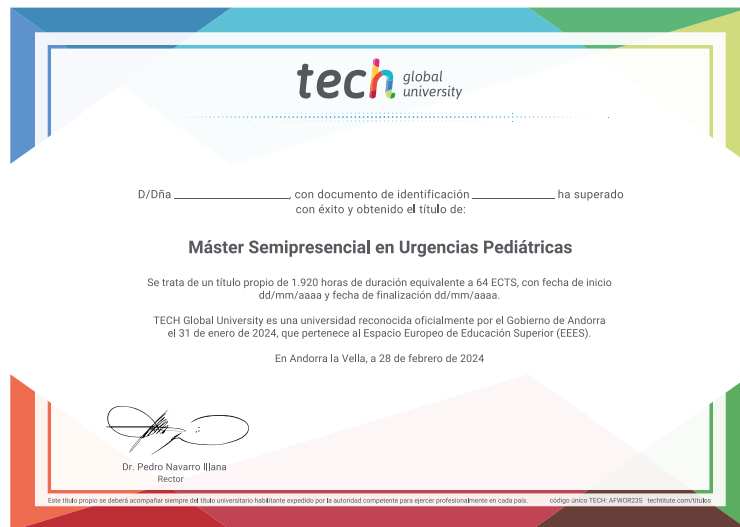 tech global university
D/Dña ____________________, con documento de identificación ______________ ha superado
con éxito y obtenido el título de:
Máster Semipresencial en Urgencias Pediátricas
Se trata de un título propio de 1.920 horas de duración equivalente a 64 ECTS, con fecha de inicio
dd/mm/aaaa y fecha de finalización dd/mm/aaaa.
TECH Global University es una universidad reconocida oficialmente por el Gobierno de Andorra
el 31 de enero de 2024, que pertenece al Espacio Europeo de Educación Superior (EEES).
En Andorra la Vella, a 28 de febrero de 2024
Dr. Pedro Navarro Illana
Rector
Este título propio se deberá acompañar siempre del título universitario habilitante expedido por la autoridad competente para ejercer profesionalmente en cada país. código único TECH: AFWOR23S techtitute.com/titulos